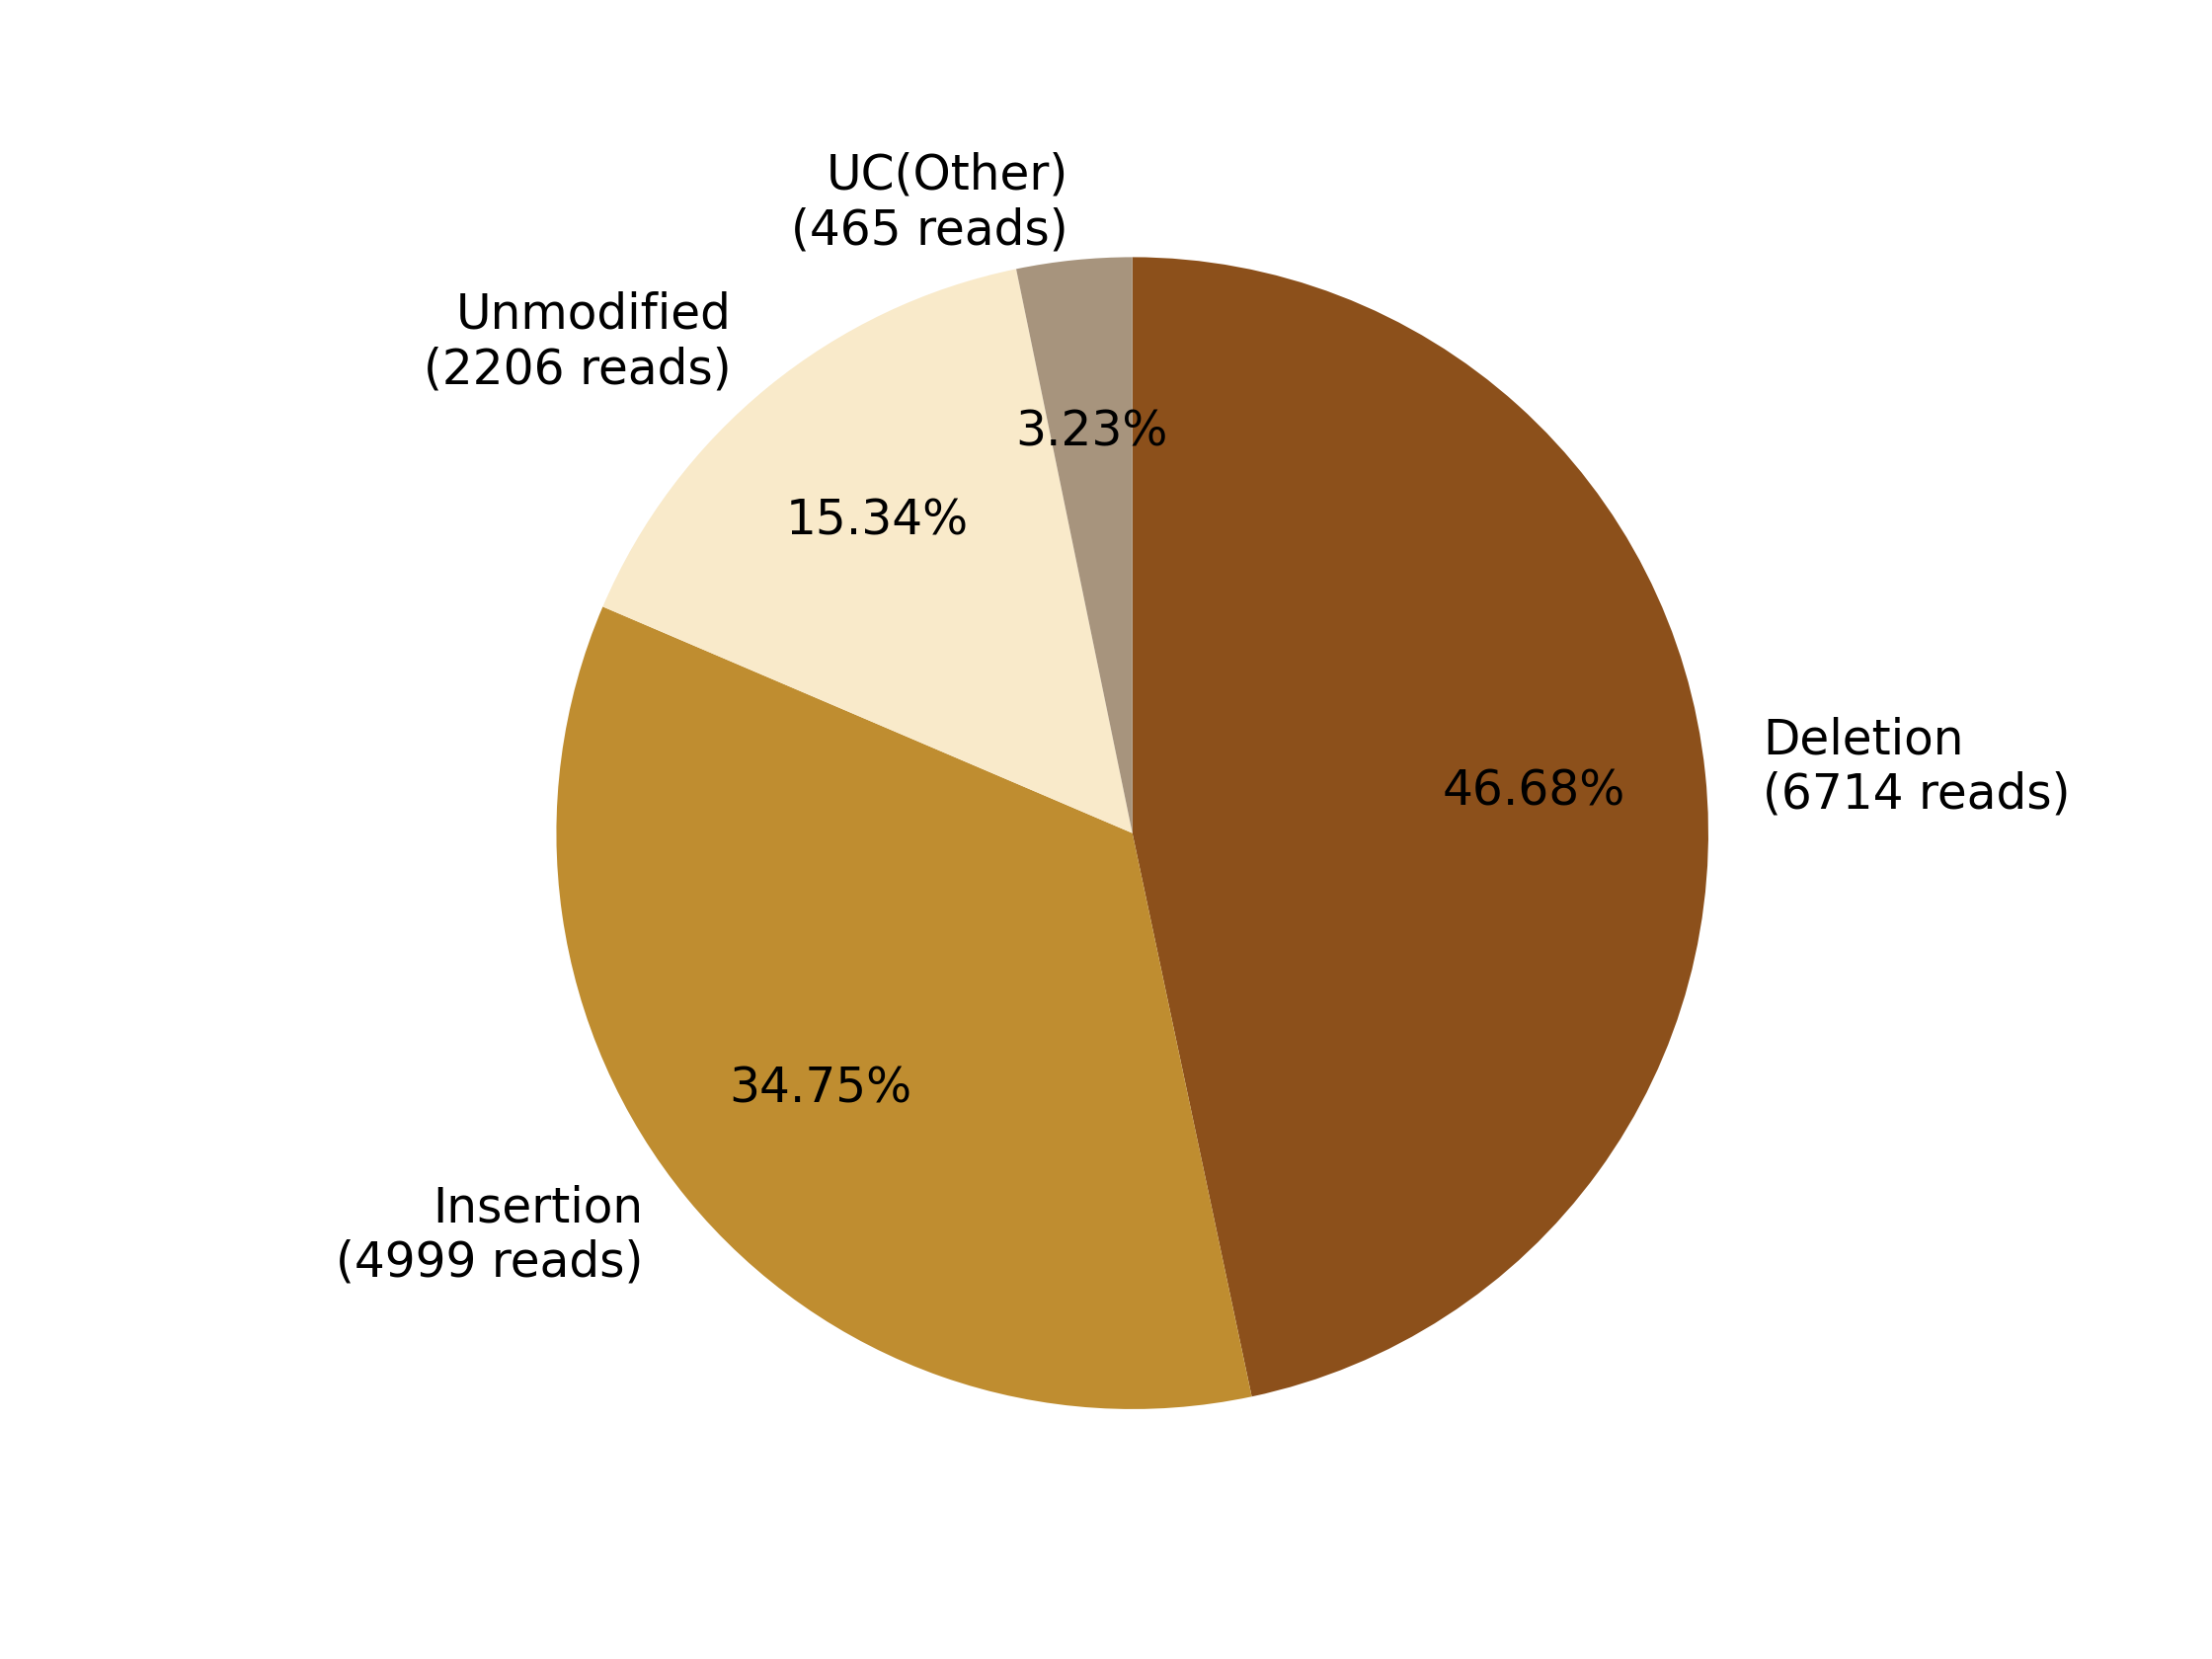 UC(Other)
(465 reads)
Unmodified
(2206 reads)
3.23%
15.34%
Deletion
(6714 reads)
46.68%
34.75%
Insertion
(4999 reads)